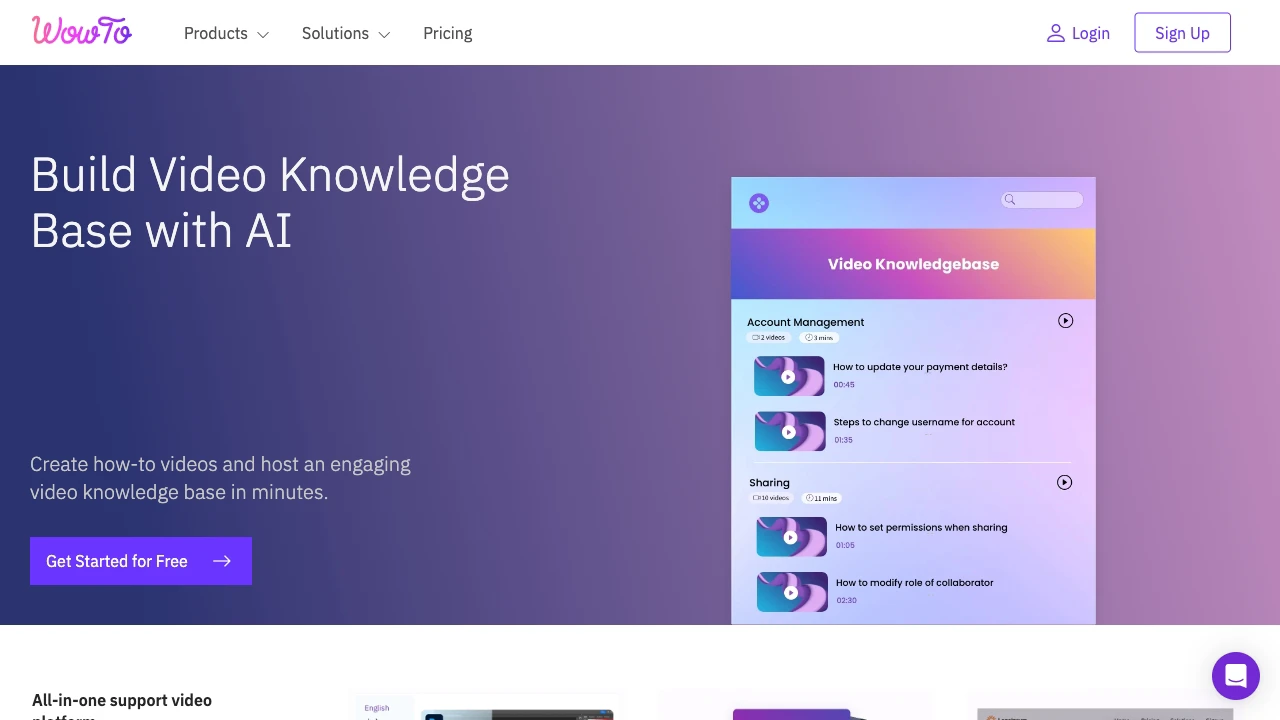 WowTo
Products
Solutions
Pricing
Login
Sign Up
Build Video Knowledge
Base with AI
Create how-to videos and host an engaging
video knowledge base in minutes.
Get Started for Free
Video Knowledgebase
Account Management
2 videos
3 mins
How to update your payment details?
00:45
Steps to change username for account
01:35
Sharing
10 videos
11 mins
How to set permissions when sharing
01:05
How to modify role of collaborator
02:30
All-in-one support video
platform
English